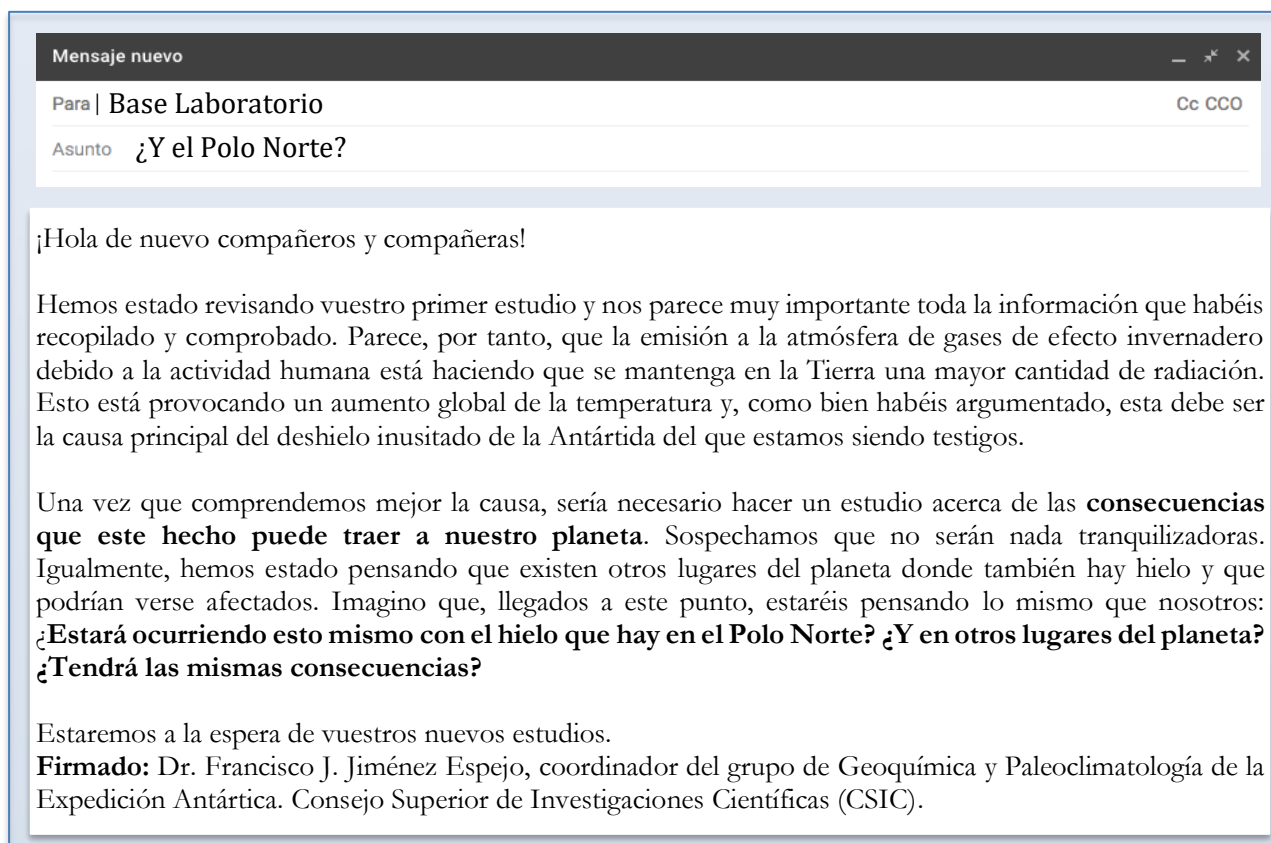 Mensaje nuevo
Para| Base Laboratorio
Cc CCO
Asunto ¿Y el Polo Norte?
¡Hola de nuevo compañeros y compañeras!
Hemos estado revisando vuestro primer estudio y nos parece muy importante toda la información que habéis
recopilado y comprobado. Parece, por tanto, que la emisión a la atmósfera de gases de efecto invernadero
debido a la actividad humana está haciendo que se mantenga en la Tierra una mayor cantidad de radiación.
Esto está provocando un aumento global de la temperatura y, como bien habéis argumentado, esta debe ser
la causa principal del deshielo inusitado de la Antártida del que estamos siendo testigos.
Una vez que comprendemos mejor la causa, sería necesario hacer un estudio acerca de las consecuencias
que este hecho puede traer a nuestro planeta. Sospechamos que no serán nada tranquilizadoras.
Igualmente, hemos estado pensando que existen otros lugares del planeta donde también hay hielo y que
podrían verse afectados. Imagino que, llegados a este punto, estaréis pensando lo mismo que nosotros:
¿Estará ocurriendo esto mismo con el hielo que hay en el Polo Norte? ¿Y en otros lugares del planeta?
¿Tendrá las mismas consecuencias?
Estaremos a la espera de vuestros nuevos estudios.
Firmado: Dr. Francisco J. Jiménez Espejo, coordinador del grupo de Geoquímica y Paleoclimatología de la
Expedición Antártica. Consejo Superior de Investigaciones Científicas (CSIC).